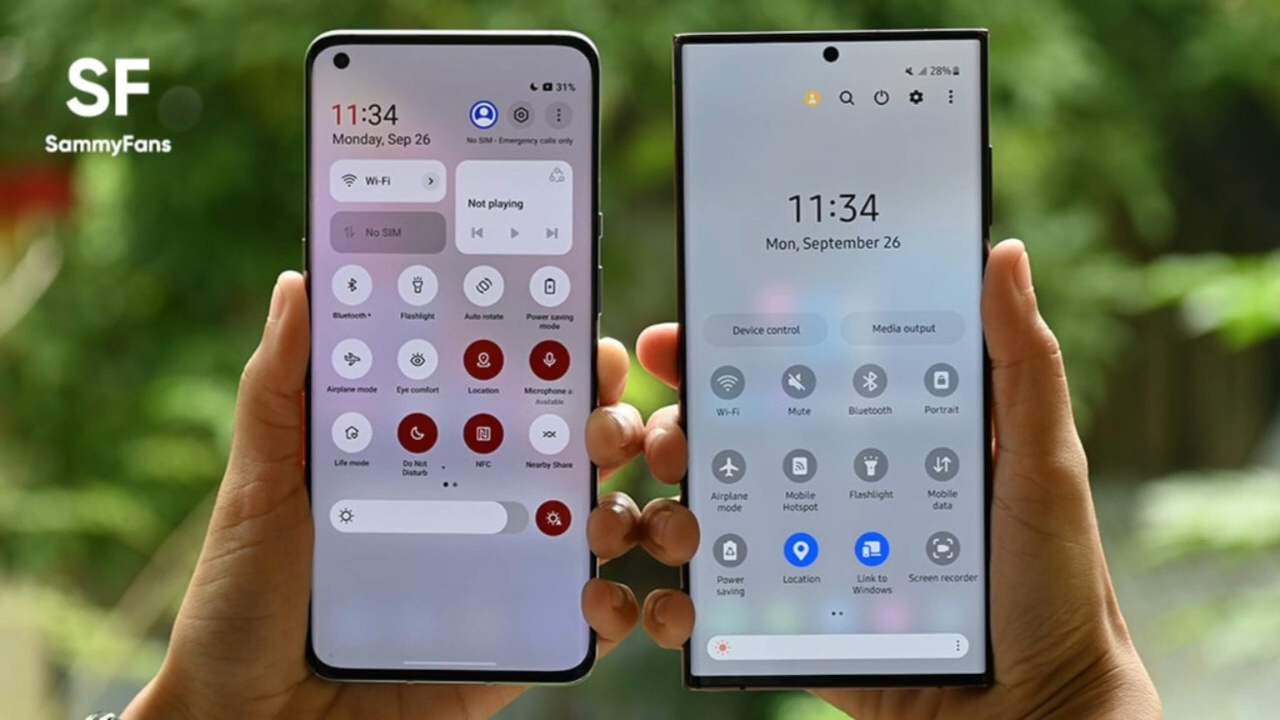 SF
SammyFans
31%
11:34
Monday, Sep 26
No SIM - Emergency calls only
Wi-Fi
Not playing
No SIM
Bluetooth
Flashlight
Auto rotate
Power saving
mode
Airplane mode
Eye comfort
Location
Microphone a
Available
Life mode
Do Not
Disturb
NFC
Nearby Share
28%
11:34
Mon, September 26
Device control
Media output
Wi-Fi
Mute
Bluetooth
Portrait
Airplane
mode
Mobile
Hotspot
Flashlight
Mobile
data
Power
saving
Location
Link to
Windows
Screen recorder